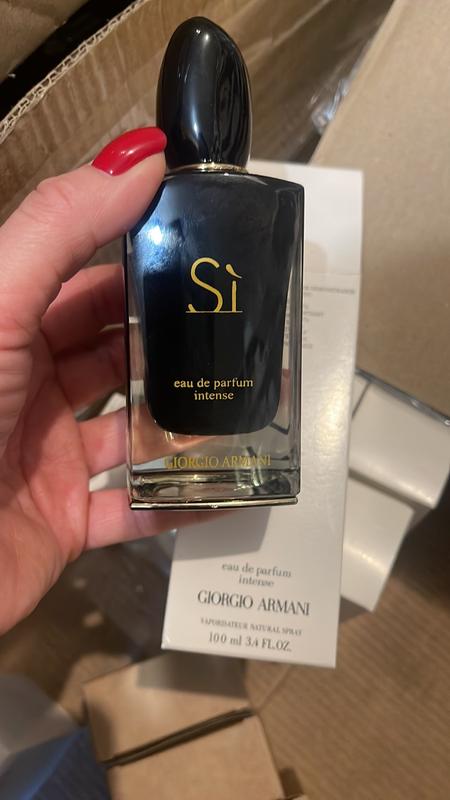 Sì
eau de parfum
intense
GIORGIO ARMANI
eau de parfum
intense
GIORGIO ARMANI
VAPORISATEUR NATURAL SPRAY
100 ml 3.4 FL.OZ.